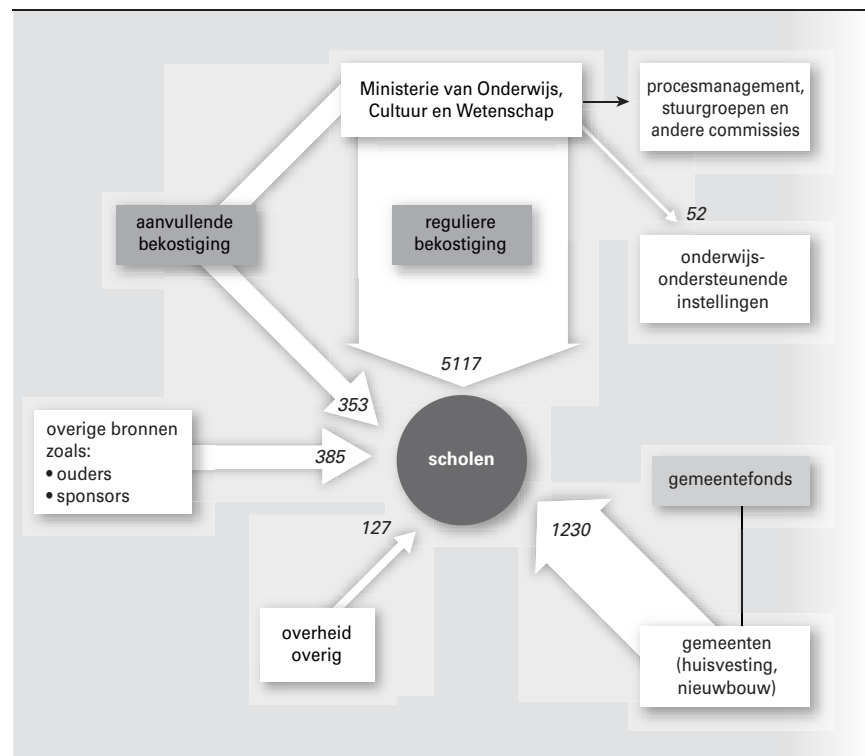 Ministerie van Onderwijs,
Cultuur en Wetenschap
procesmanagement,
stuurgroepen en
andere commissies
aanvullende
bekostiging
reguliere
bekostiging
52
onderwijs-
ondersteunende
instellingen
5117
353
overige bronnen
zoals:
• ouders
• sponsors
385
scholen
gemeentefonds
127
1230
overheid
overig
gemeenten
(huisvesting,
nieuwbouw)